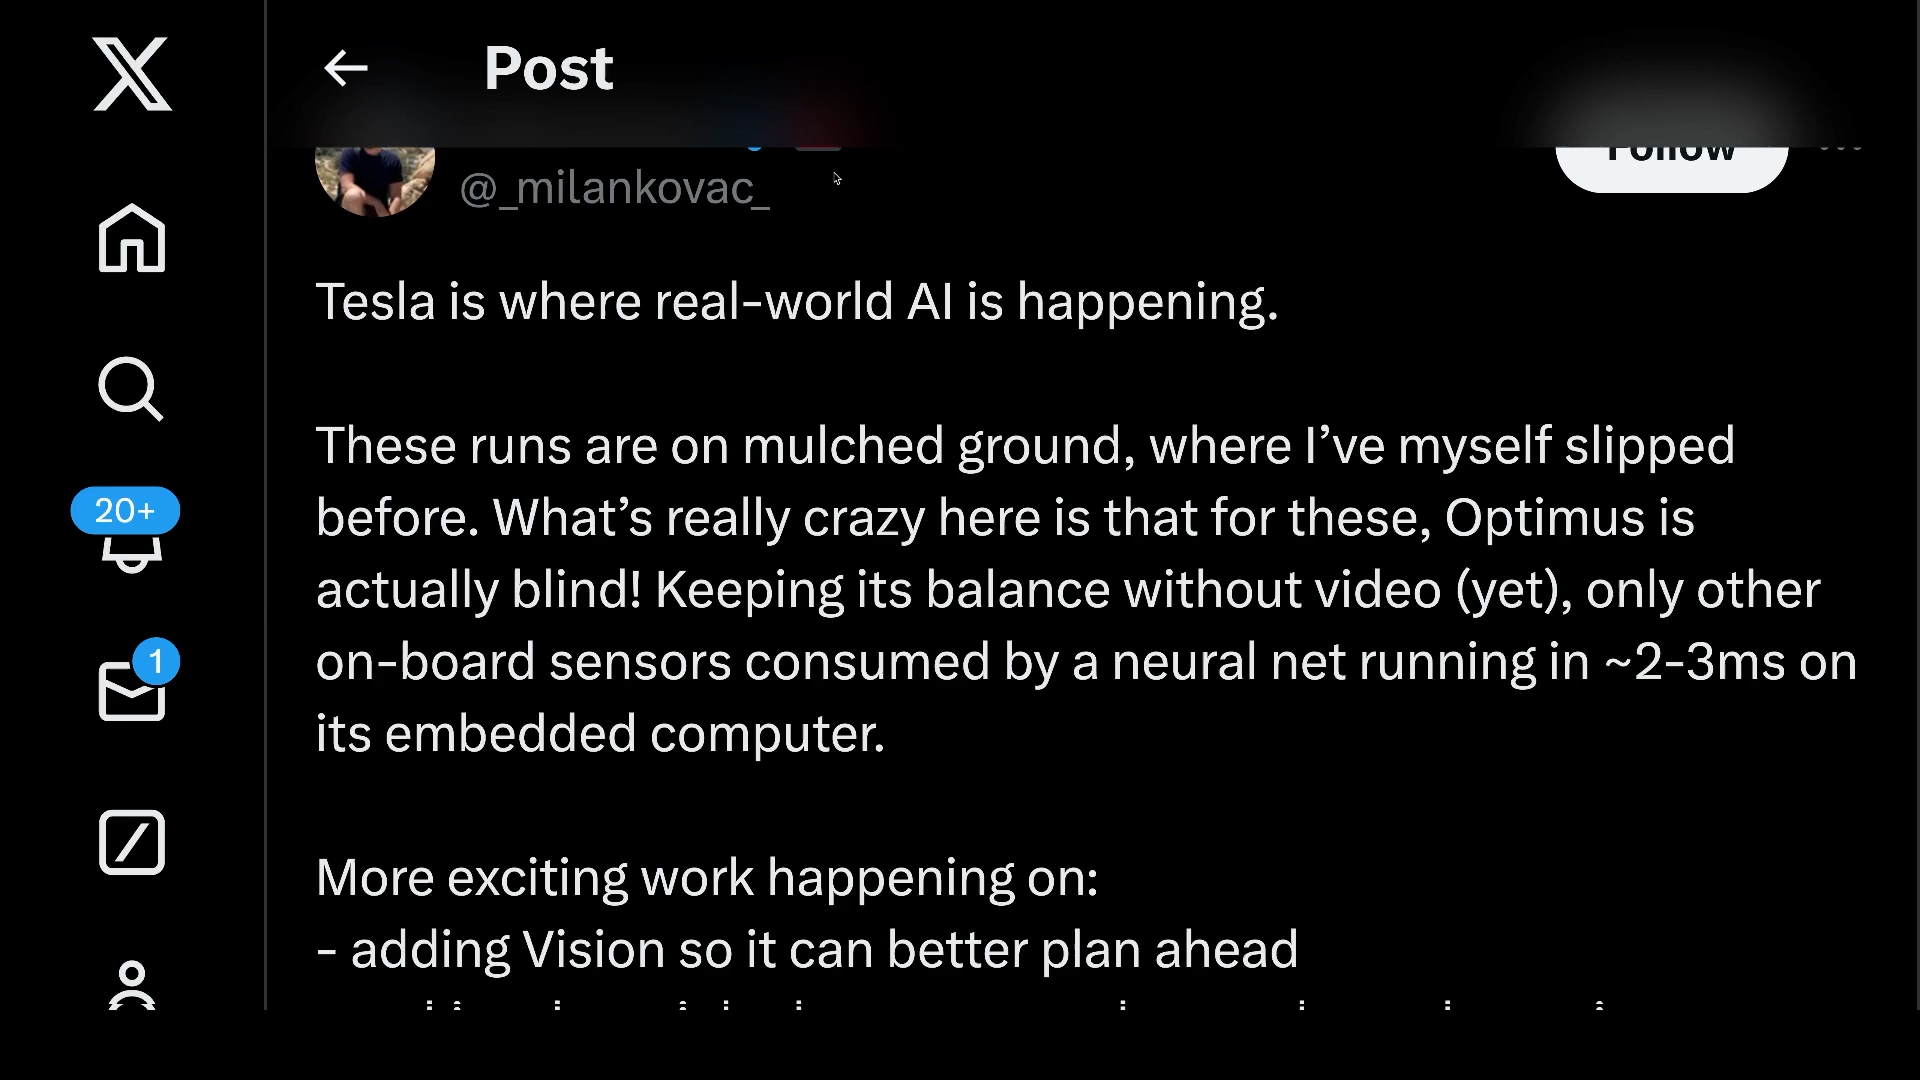 Post
Follow
@_milankovac_
Tesla is where real-world AI is happening.
These runs are on mulched ground, where I’ve myself slipped
before. What’s really crazy here is that for these, Optimus is
actually blind! Keeping its balance without video (yet), only other
on-board sensors consumed by a neural net running in ~2-3ms on
its embedded computer.
More exciting work happening on:
- adding Vision so it can better plan ahead
20+
1